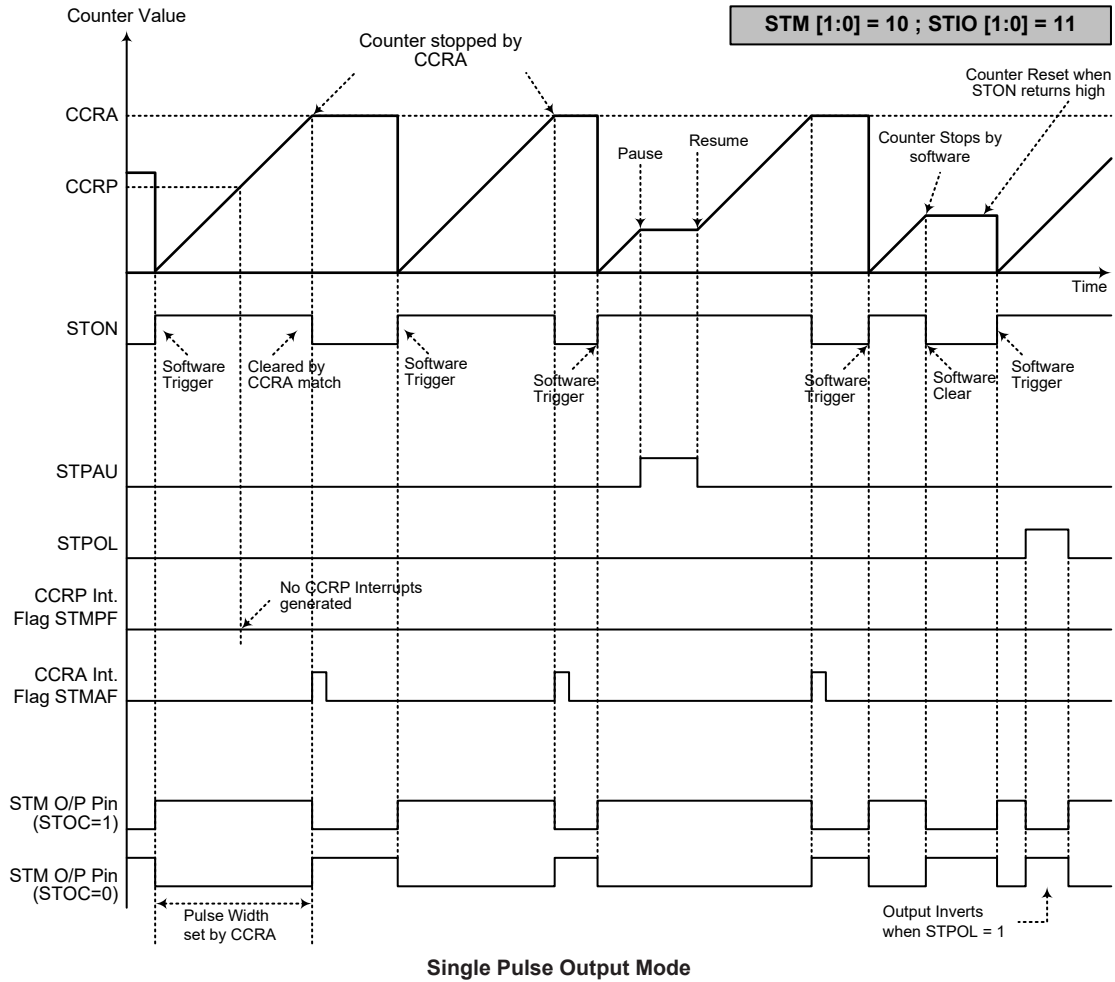 Counter Value
STM [1:0] = 10 ; STIO [1:0] = 11
Counter stopped by
CCRA
Counter Reset when
STON returns high
CCRA
Pause
Resume
Counter Stops by
software
CCRP
Time
STON
Software
Trigger
Cleared by
CCRA match
Software
Trigger
Software
Trigger
Software
Trigger
Software
Clear
Software
Trigger
STPAU
STPOL
CCRP Int.
Flag STMPF
No CCRP Interrupts
generated
CCRA Int.
Flag STMAF
STM O/P Pin
(STOC=1)
STM O/P Pin
(STOC=0)
Pulse Width
set by CCRA
Output Inverts
when STPOL = 1
Single Pulse Output Mode